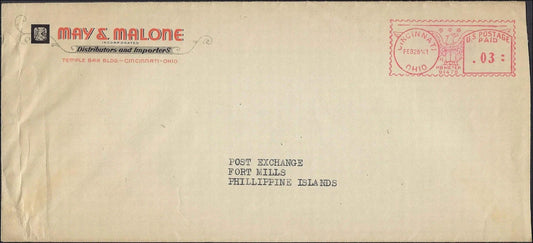 MAY & MALONE
INCORPORATED
Distributors and Importers
TEMPLE BAR BLDG. - CINCINNATI - OHIO
CINCINNATI
OHIO
U.S. POSTAGE
PAID
.03
POST EXCHANGE
FORT MILLS
PHILLIPPINE ISLANDS